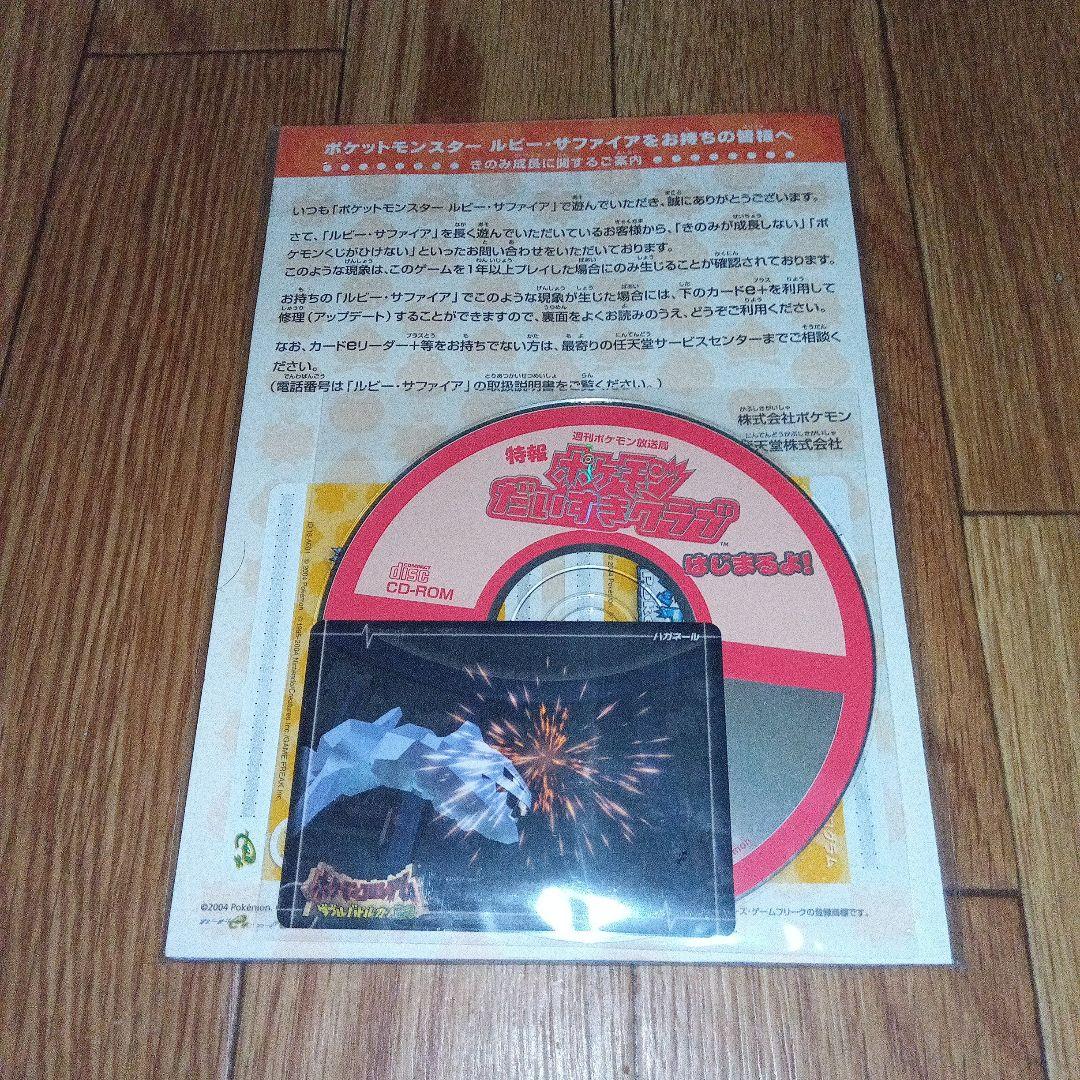 ポケットモンスター ルビー・サファイアをお持ちの皆様へ
きのみ成長に関するご案内
いつも「ポケットモンスター ルビー・サファイア」で遊んでいただき、誠にありがとうございます。
さて、「ルビー・サファイア」を長く遊んでいただいているお客様から、「きのみが成長しない」「ポ
ケモンくじがひけない」といったお問い合わせをいただいております。
このような現象は、このゲームを1年以上プレイした場合にのみ生じることが確認されております。
お持ちの「ルビー・サファイア」でこのような現象が生じた場合には、下のカードe+を利用して
修理(アップデート)することができますので、裏面をよくお読みのうえ、どうぞご利用ください。
なお、カードeリーダー+等をお持ちでない方は、最寄りの任天堂サービスセンターまでご相談く
ださい。
(電話番号は「ルビー・サファイア」の取扱説明書をご覧ください。)
株式会社ポケモン
任天堂株式会社
週刊ポケモン放送局
特報 ポケモン
だいすきクラブ™
はじまるよ!
COMPACT
disc
CD-ROM
ハガネール
©1995-2004 Nintendo/Creatures Inc./GAME FREAK inc.
©2004 Pokémon.
ーズ・ゲームフリークの登録商標です。